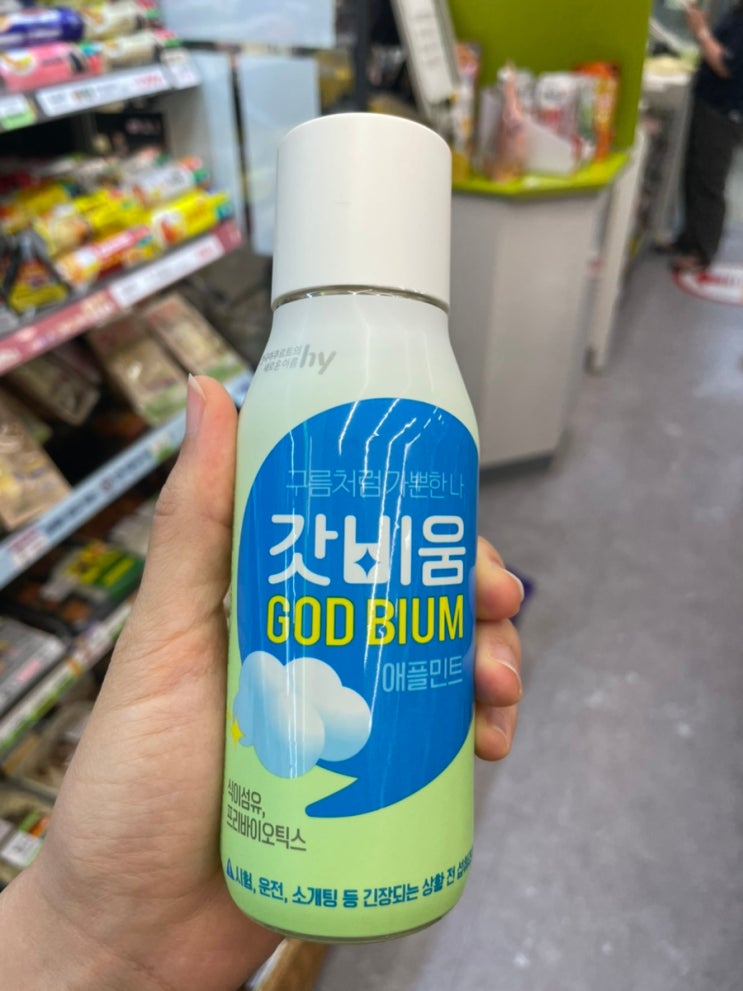 hy
구름처럼 가뿐한 나
갓비움
GOD BIUM
애플민트
식이섬유,
프리바이오틱스
시험, 운전, 소개팅 등 긴장되는 상황 전